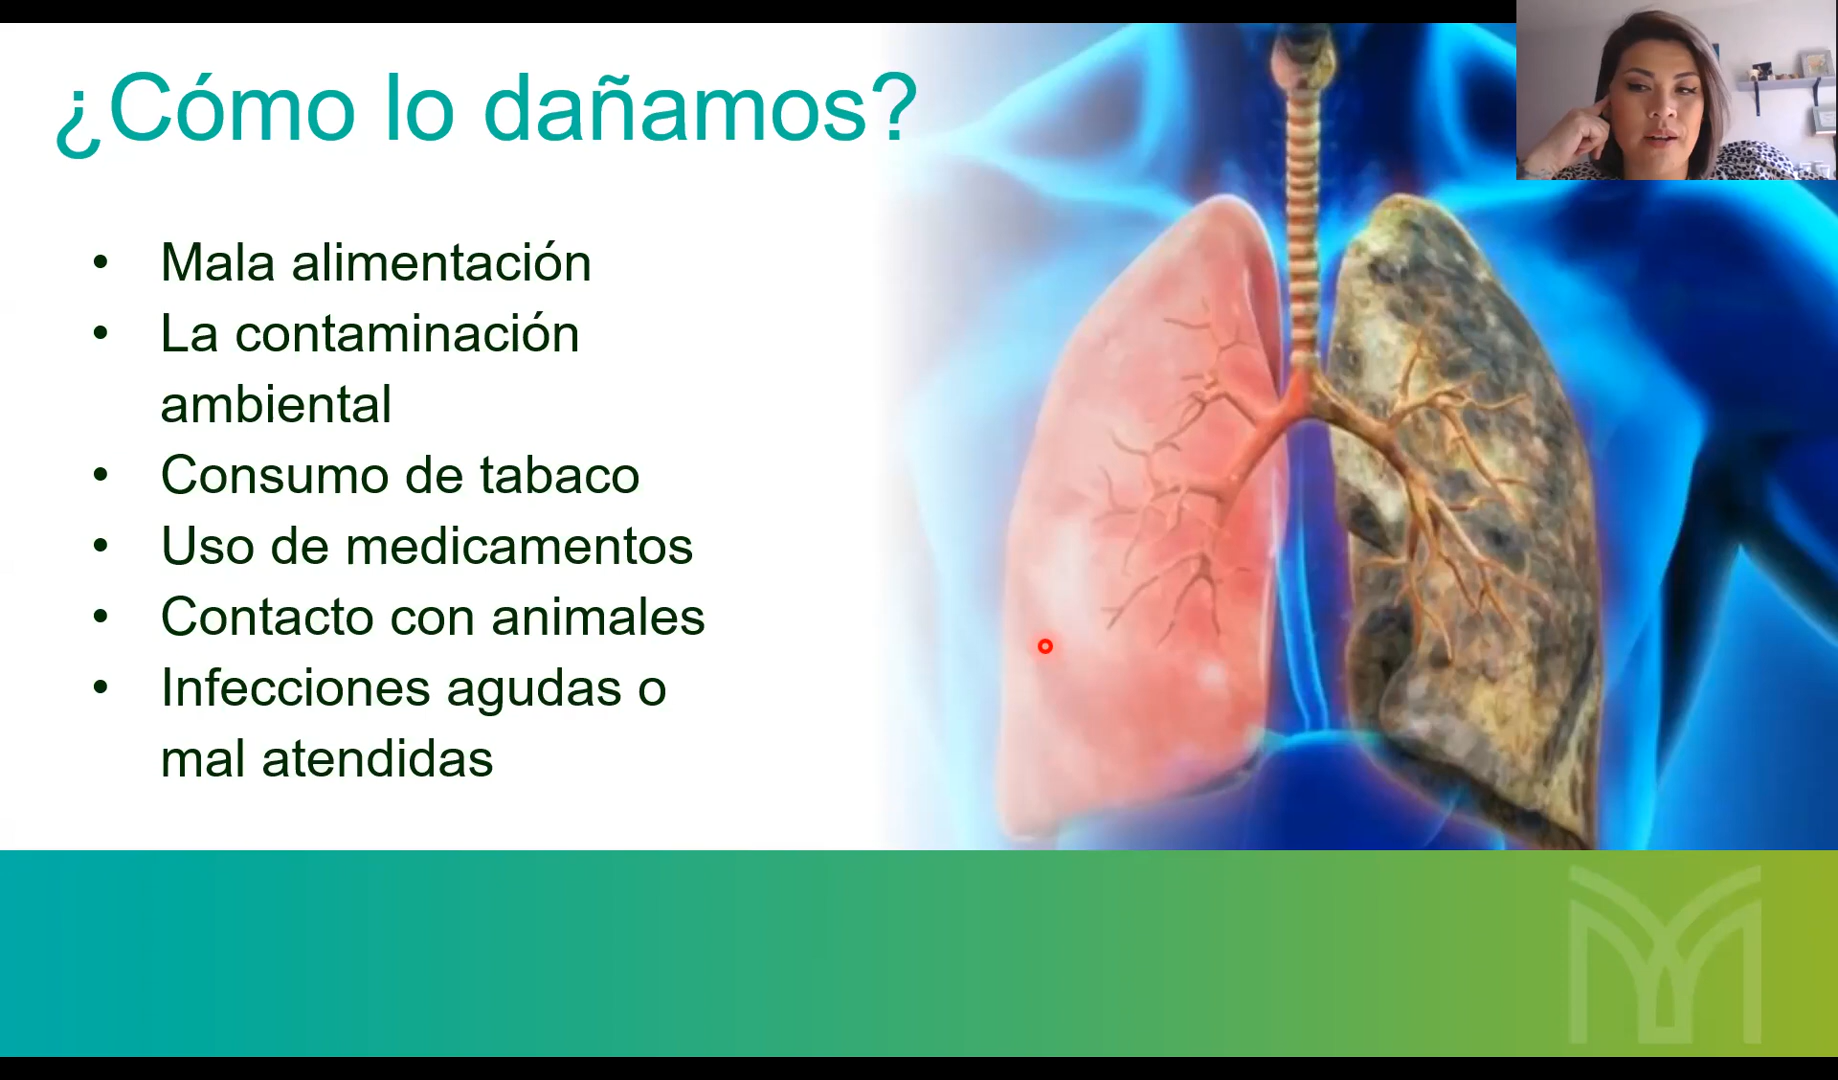 ¿Cómo lo dañamos?
• Mala alimentación
• La contaminación
ambiental
• Consumo de tabaco
• Uso de medicamentos
• Contacto con animales
• Infecciones agudas o
mal atendidas